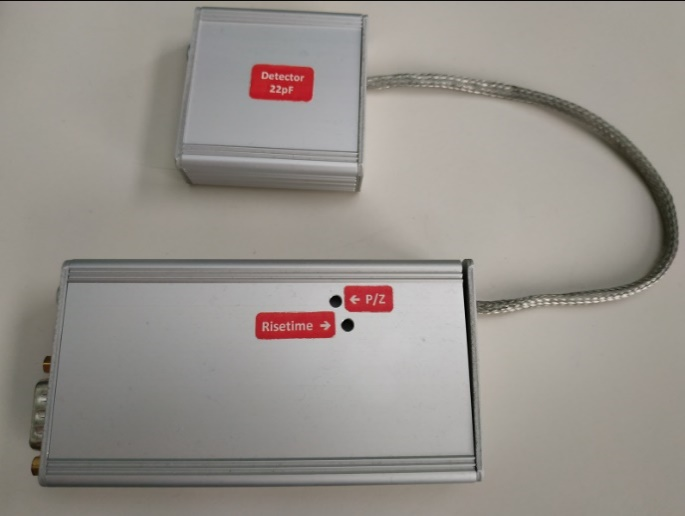 Detector
22pF
← P/Z
Risetime →